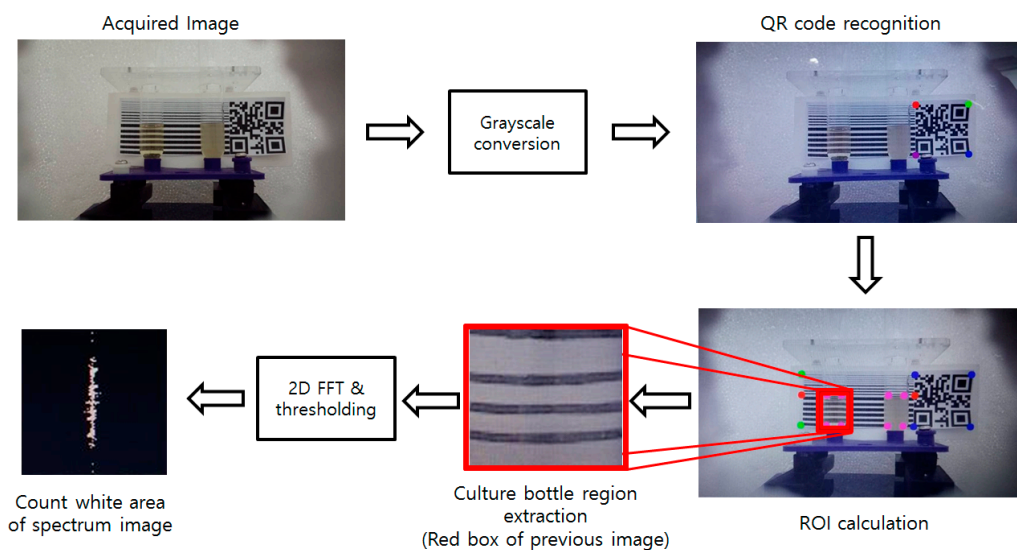 Acquired Image
QR code recognition
Grayscale
conversion
2D FFT &
thresholding
Count white area
of spectrum image
Culture bottle region
extraction
(Red box of previous image)
ROI calculation